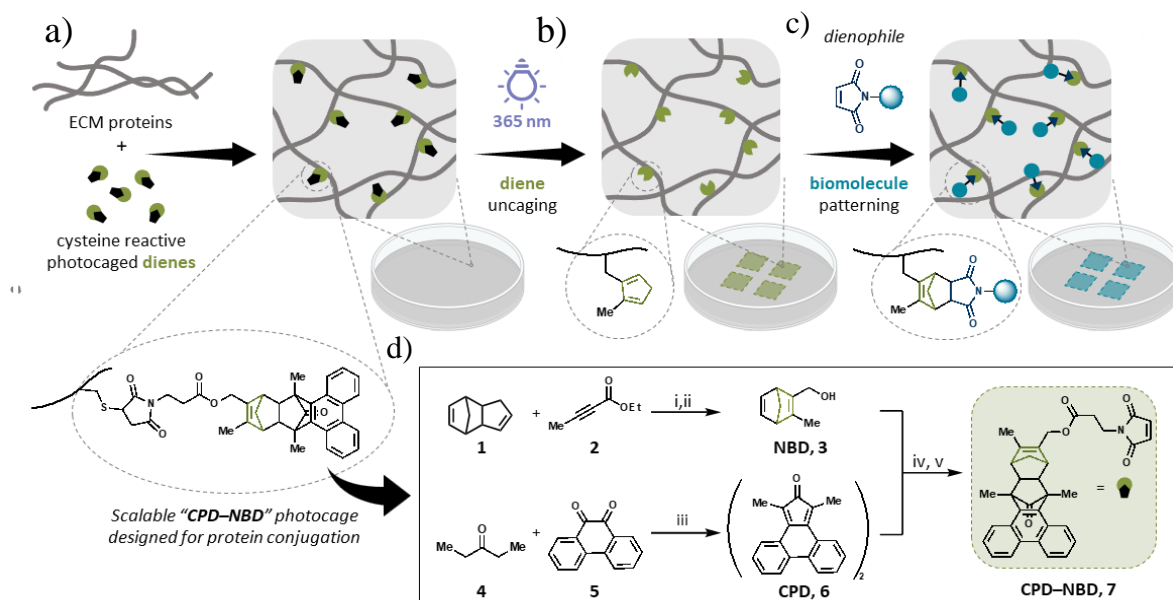 a)
ECM proteins
+
cysteine reactive
photocaged dienes
365 nm
diene
uncaging
b)
Me
c)
dienophile
O
N
O
biomolecule
patterning
O
N
Me
O
d)
O
N
S
O
O
O
Me
O
Me
Me
Scalable "CPD–NBD" photocage
designed for protein conjugation
1
+
O
OEt
Me
2
i,ii
OH
Me
NBD, 3
O
Me
Me
4
+
O
O
5
iii
O
Me
Me
2
CPD, 6
iv, v
O
O
N
O
O
Me
Me
Me
O
=
CPD–NBD, 7